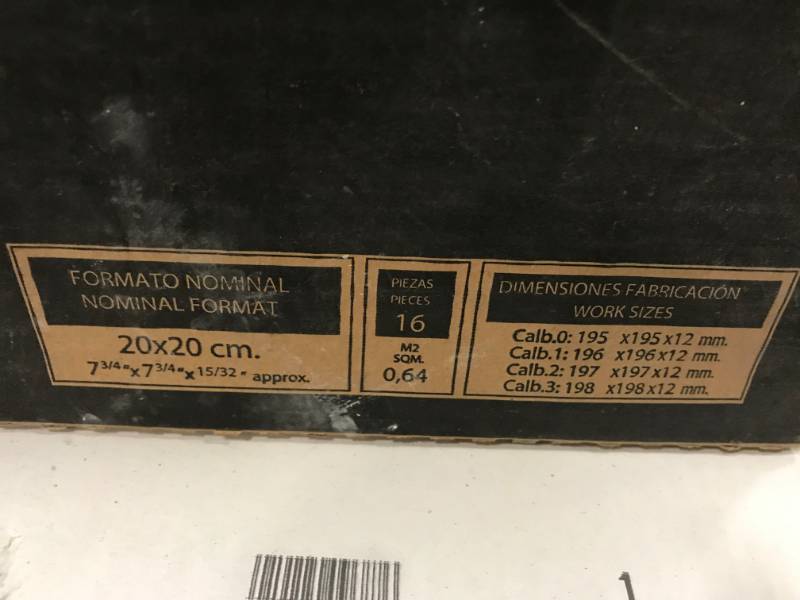 FORMATO NOMINAL
NOMINAL FORMAT
20x20 cm.
7 3/4"x7 3/4"x 15/32" approx.
PIEZAS
PIECES
16
M2
SQM.
0,64
DIMENSIONES FABRICACIÓN
WORK SIZES
Calb.0: 195 x195x12 mm.
Calb.1: 196 x196x12 mm.
Calb.2: 197 x197x12 mm.
Calb.3: 198 x198x12 mm.